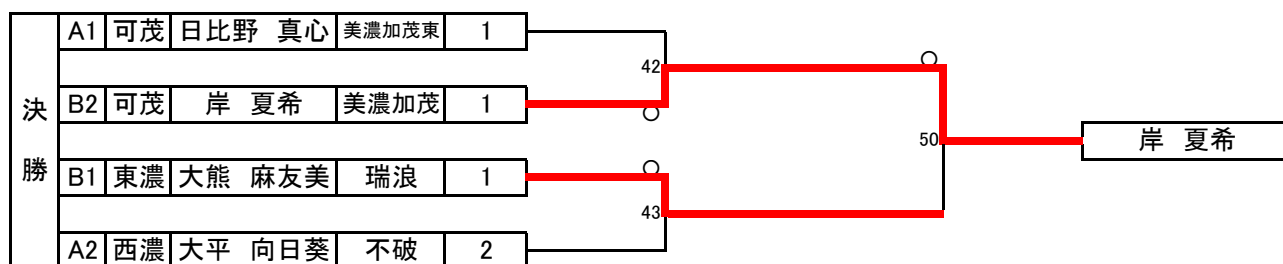 決勝
A1 可茂 日比野 真心 美濃加茂東 1
42
B2 可茂 岸 夏希 美濃加茂 1
50
岸 夏希
B1 東濃 大熊 麻友美 瑞浪 1
43
A2 西濃 大平 向日葵 不破 2